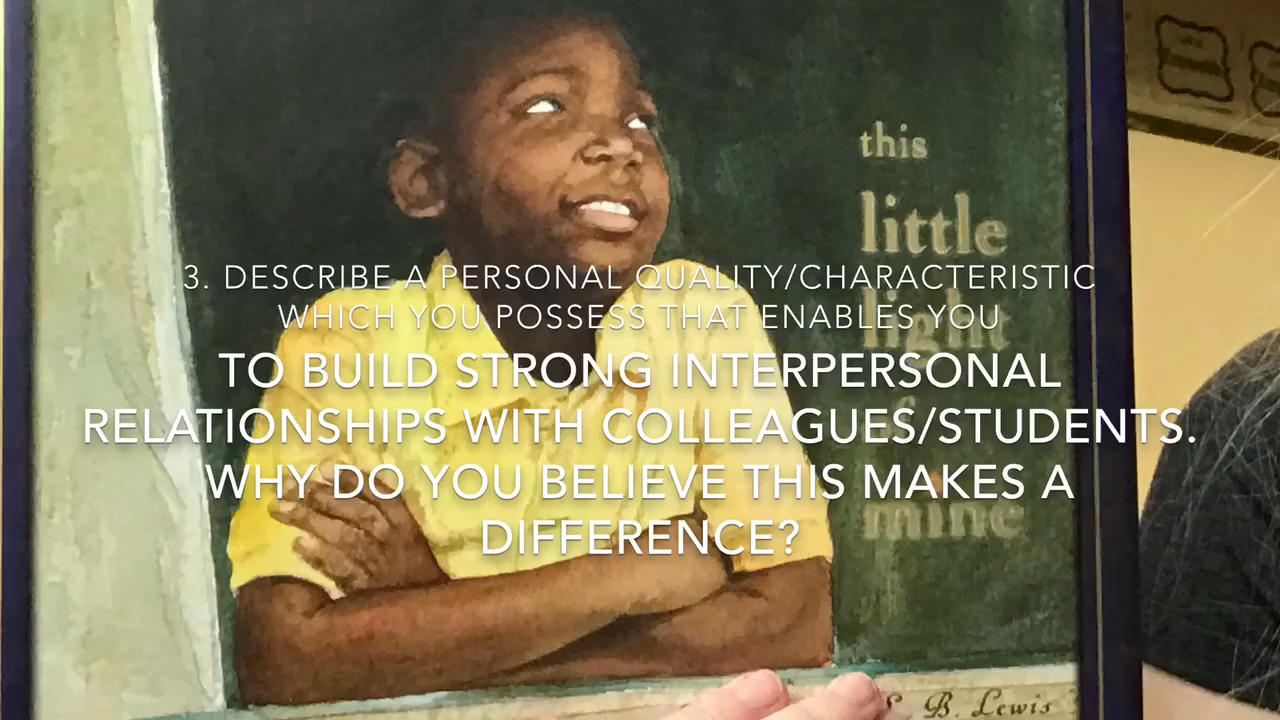 this
little
3. DESCRIBE A PERSONAL QUALITY/CHARACTERISTIC
WHICH YOU POSSESS THAT ENABLES YOU
light
TO BUILD STRONG INTERPERSONAL
RELATIONSHIPS WITH COLLEAGUES/STUDENTS.
WHY DO YOU BELIEVE THIS MAKES A
mine
DIFFERENCE?
B. Lewis